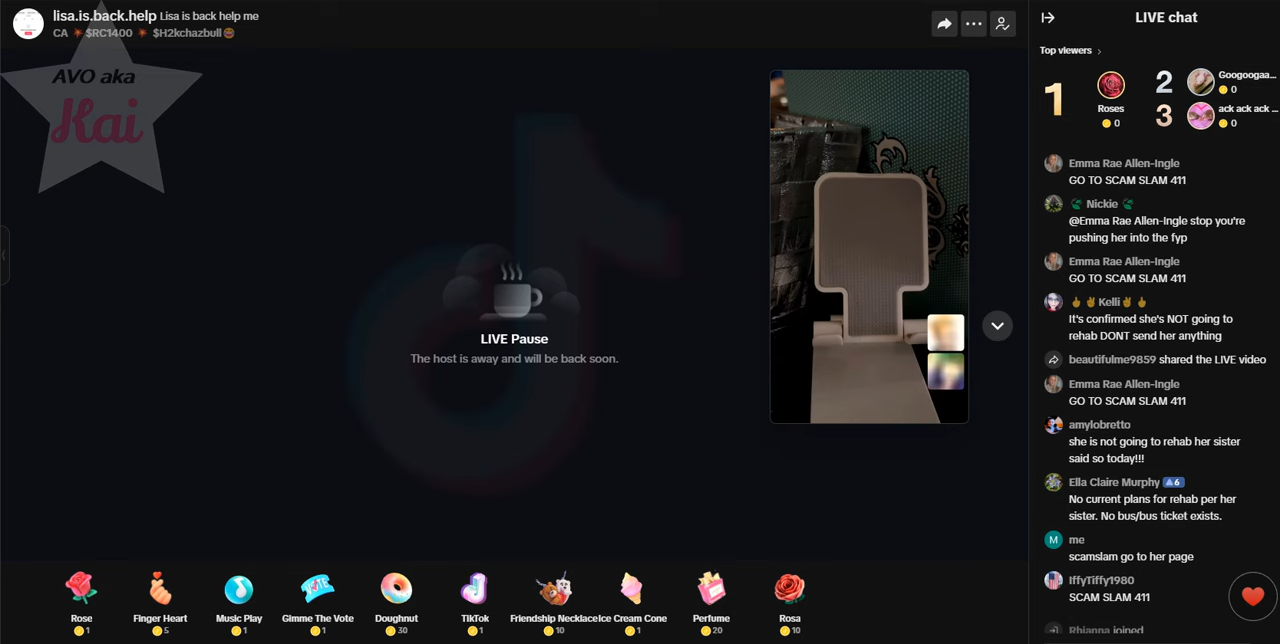 lisa.is.back.help Lisa is back help me
CA 💥 $RC1400 💥 $H2kchazbull
AVO aka
Kai
LIVE Pause
The host is away and will be back soon.
Rose
1
Finger Heart
5
Music Play
1
Gimme The Vote
1
Doughnut
30
TikTok
1
Friendship Necklace
10
Ice Cream Cone
1
Perfume
20
Rosa
10
LIVE chat
Top viewers >
1
Roses
0
2
Googoogaa...
0
3
ack ack ack ...
0
Emma Rae Allen-Ingle
GO TO SCAM SLAM 411
Nickie
@Emma Rae Allen-Ingle stop you're
pushing her into the fyp
Emma Rae Allen-Ingle
GO TO SCAM SLAM 411
🖕✌Kelli✌🖕
It's confirmed she's NOT going to
rehab DONT send her anything
beautifulme9859 shared the LIVE video
Emma Rae Allen-Ingle
GO TO SCAM SLAM 411
amylobretto
she is not going to rehab her sister
said so today!!!
Ella Claire Murphy 6
No current plans for rehab per her
sister. No bus/bus ticket exists.
M me
scamslam go to her page
IffyTiffy1980
SCAM SLAM 411
Rhianna joined